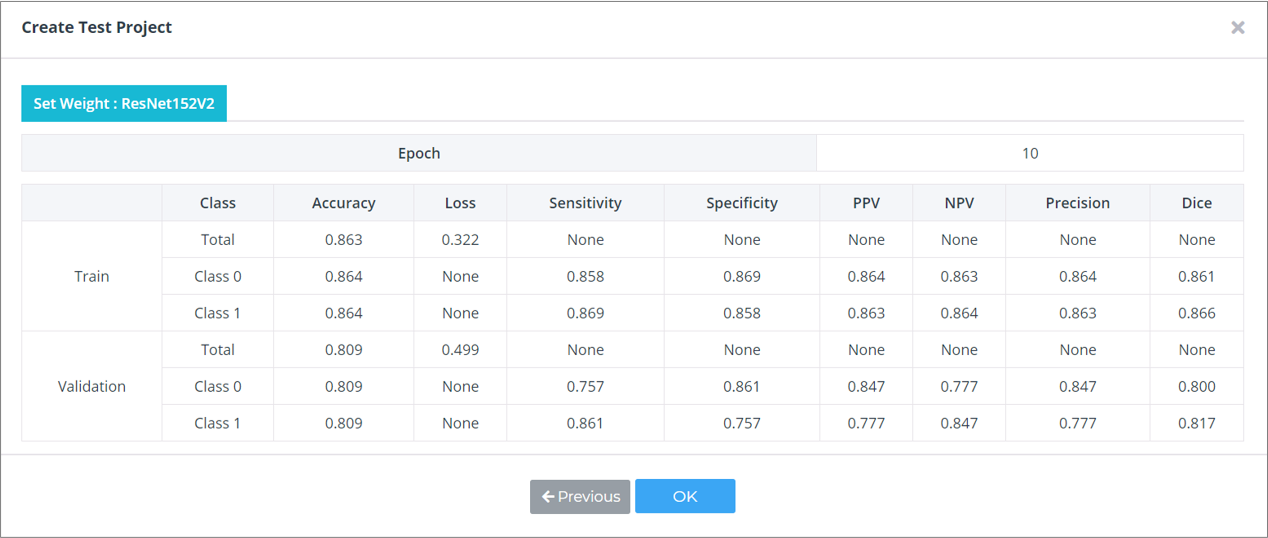 Create Test Project ×
Set Weight : ResNet152V2
Epoch 10
Class Accuracy Loss Sensitivity Specificity PPV NPV Precision Dice
Total 0.863 0.322 None None None None None None
Train Class 0 0.864 None 0.858 0.869 0.864 0.863 0.864 0.861
Class 1 0.864 None 0.869 0.858 0.863 0.864 0.863 0.866
Total 0.809 0.499 None None None None None None
Validation Class 0 0.809 None 0.757 0.861 0.847 0.777 0.847 0.800
Class 1 0.809 None 0.861 0.757 0.777 0.847 0.777 0.817
Previous OK